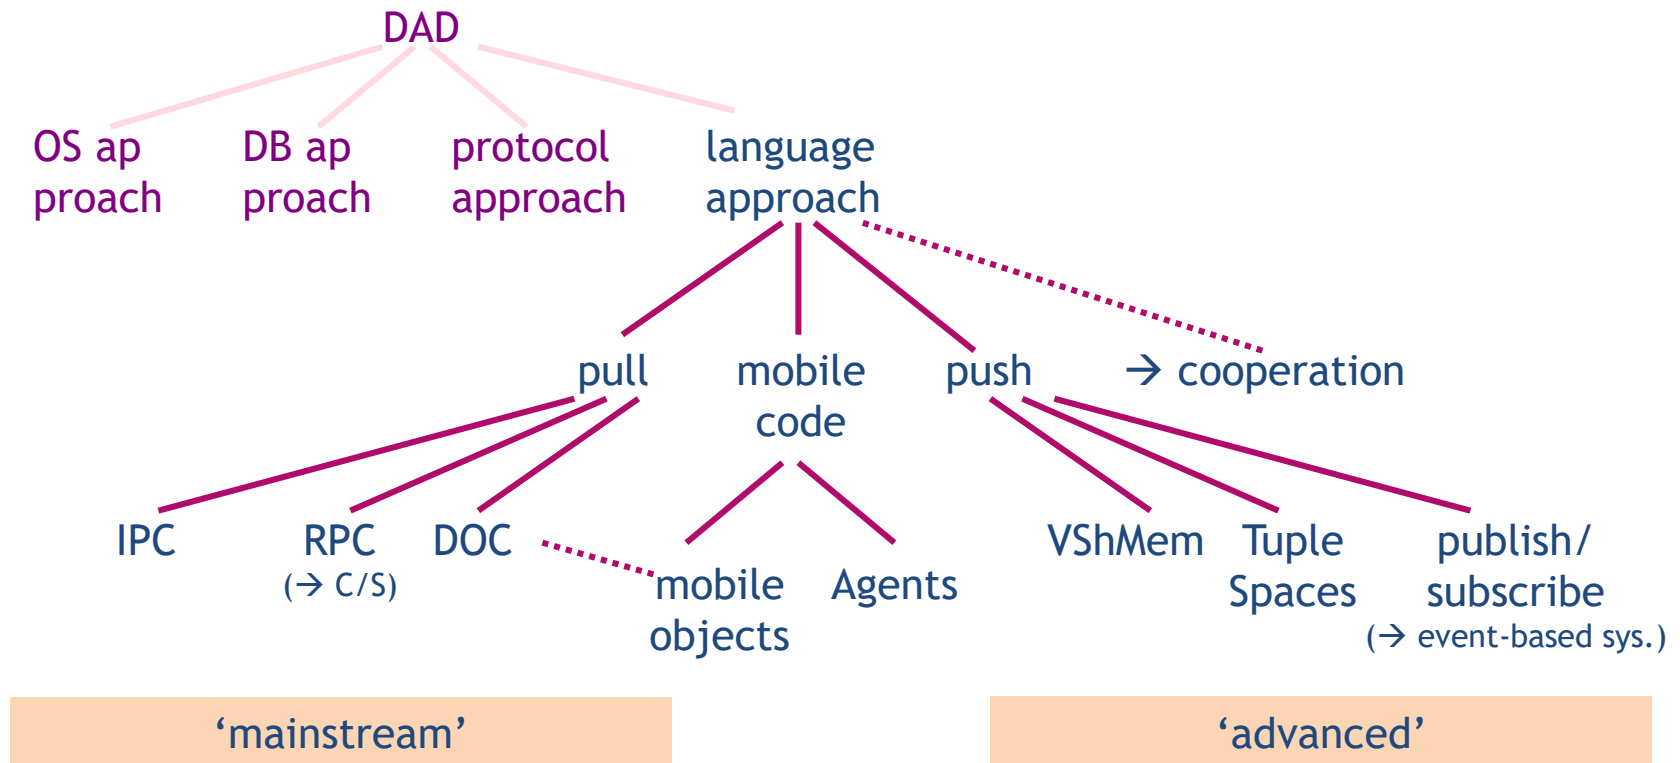 DAD
OS ap
proach
DB ap
proach
protocol
approach
language
approach
pull
mobile
code
push
→ cooperation
IPC
RPC
(→ C/S)
DOC
mobile
objects
Agents
VShMem
Tuple
Spaces
publish/
subscribe
(→ event-based sys.)
‘mainstream’
‘advanced’